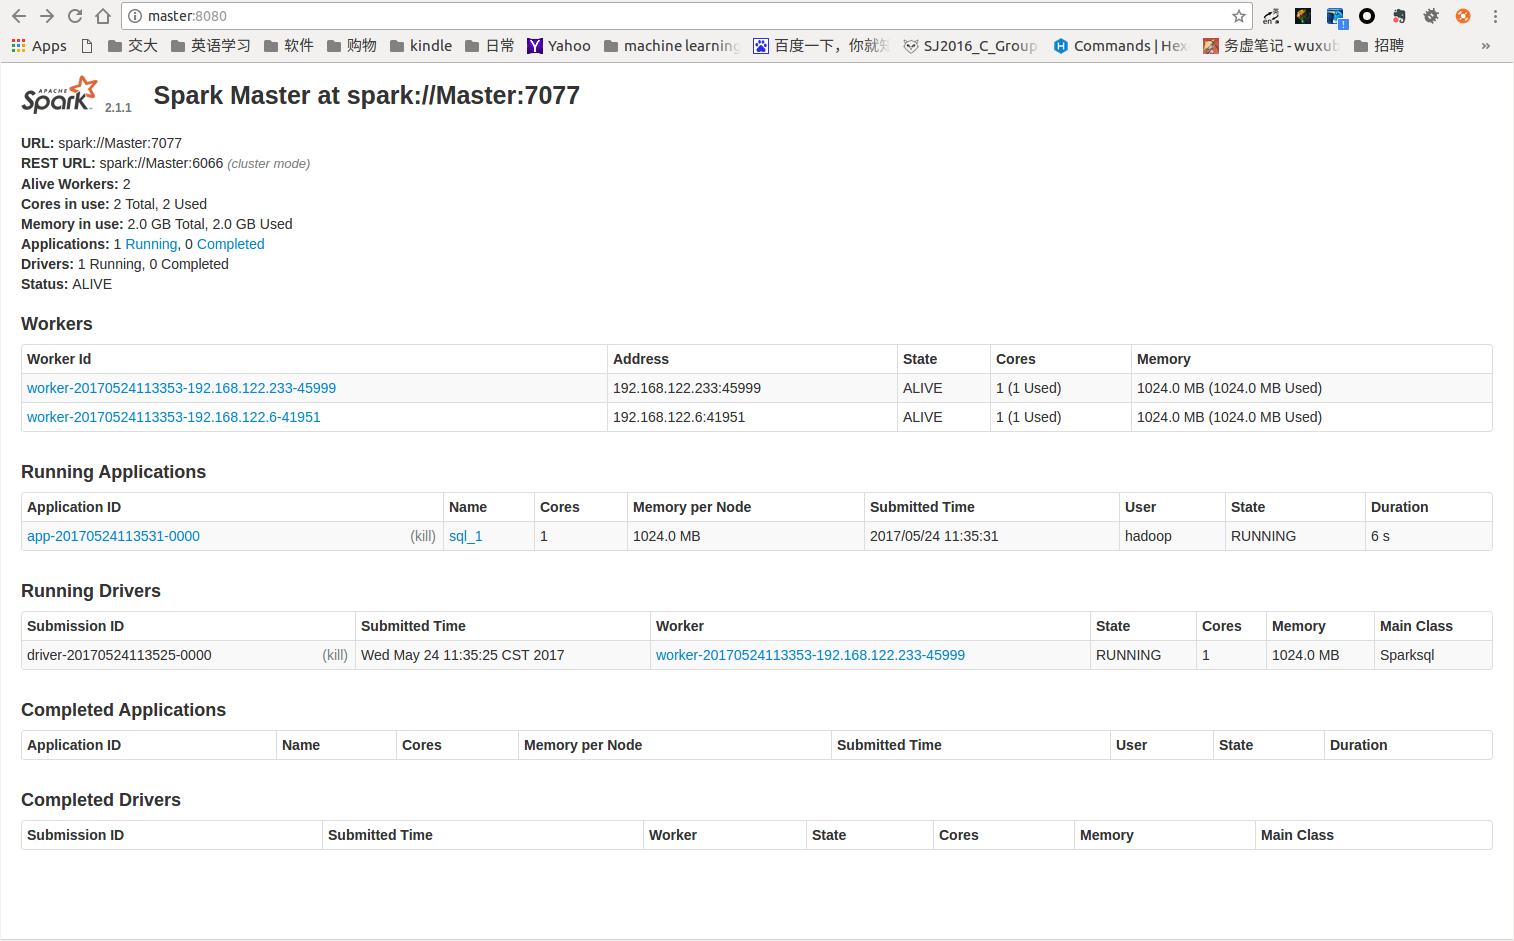 master:8080
Apps 交大 英语学习 软件 购物 kindle 日常 Yahoo machine learning 百度一下，你就知 SJ2016_C_Group Commands | Hex 务虚笔记 - wuxub 招聘 »
APACHE Spark 2.1.1 Spark Master at spark://Master:7077
URL: spark://Master:7077
REST URL: spark://Master:6066 (cluster mode)
Alive Workers: 2
Cores in use: 2 Total, 2 Used
Memory in use: 2.0 GB Total, 2.0 GB Used
Applications: 1 Running, 0 Completed
Drivers: 1 Running, 0 Completed
Status: ALIVE
Workers
Worker Id Address State Cores Memory
worker-20170524113353-192.168.122.233-45999 192.168.122.233:45999 ALIVE 1 (1 Used) 1024.0 MB (1024.0 MB Used)
worker-20170524113353-192.168.122.6-41951 192.168.122.6:41951 ALIVE 1 (1 Used) 1024.0 MB (1024.0 MB Used)
Running Applications
Application ID Name Cores Memory per Node Submitted Time User State Duration
app-20170524113531-0000 (kill) sql_1 1 1024.0 MB 2017/05/24 11:35:31 hadoop RUNNING 6 s
Running Drivers
Submission ID Submitted Time Worker State Cores Memory Main Class
driver-20170524113525-0000 (kill) Wed May 24 11:35:25 CST 2017 worker-20170524113353-192.168.122.233-45999 RUNNING 1 1024.0 MB Sparksql
Completed Applications
Application ID Name Cores Memory per Node Submitted Time User State Duration
Completed Drivers
Submission ID Submitted Time Worker State Cores Memory Main Class